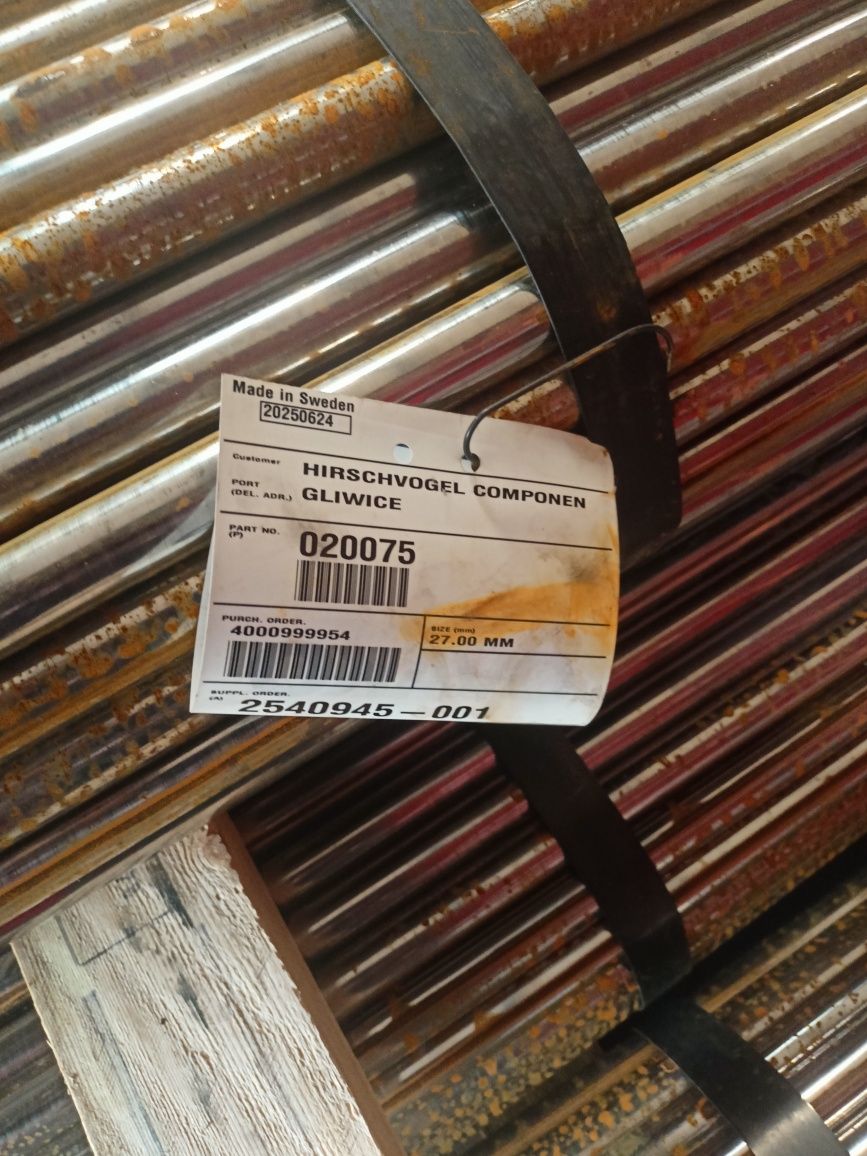 Made in Sweden
20250624
Customer HIRSCHVOGEL COMPONEN
PORT
(DEL. ADR.) GLIWICE
PART NO.
(P)
020075
PURCH. ORDER.
4000999954
SIZE (mm)
27.00 MM
SUPPL. ORDER.
(A)
2540945-001